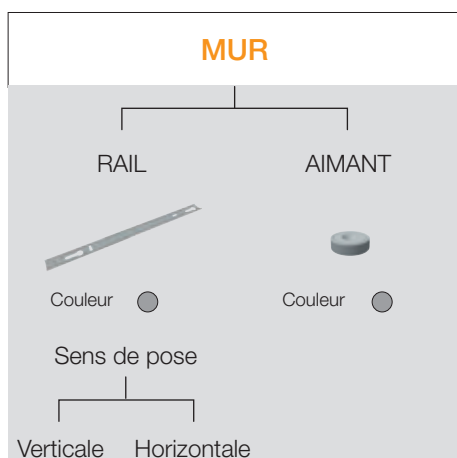 MUR
RAIL
AIMANT
Couleur
Couleur
Sens de pose
Verticale
Horizontale